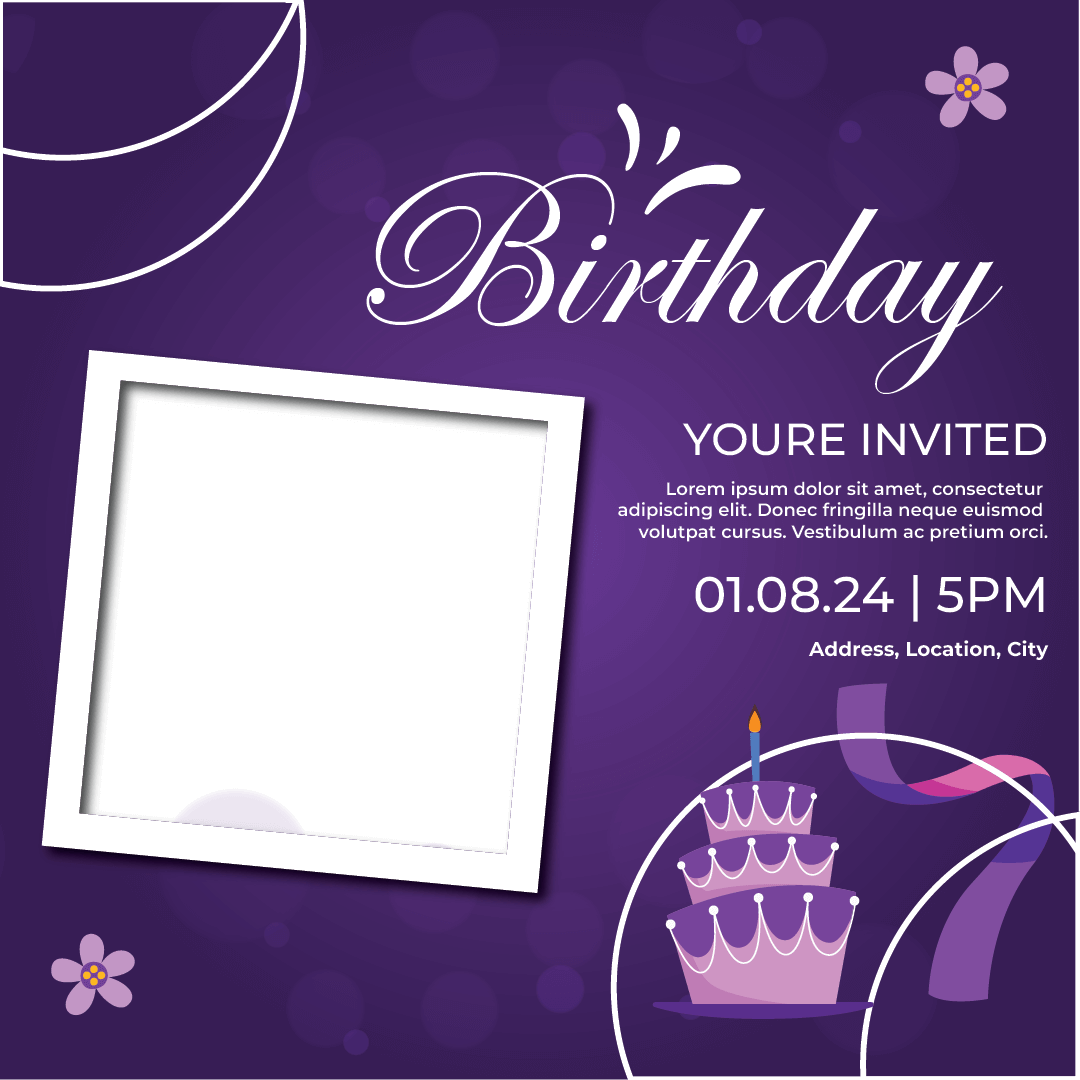 Birthday
YOURE INVITED
Lorem ipsum dolor sit amet, consectetur
adipiscing elit. Donec fringilla neque euismod
volutpat cursus. Vestibulum ac pretium orci.
01.08.24 | 5PM
Address, Location, City